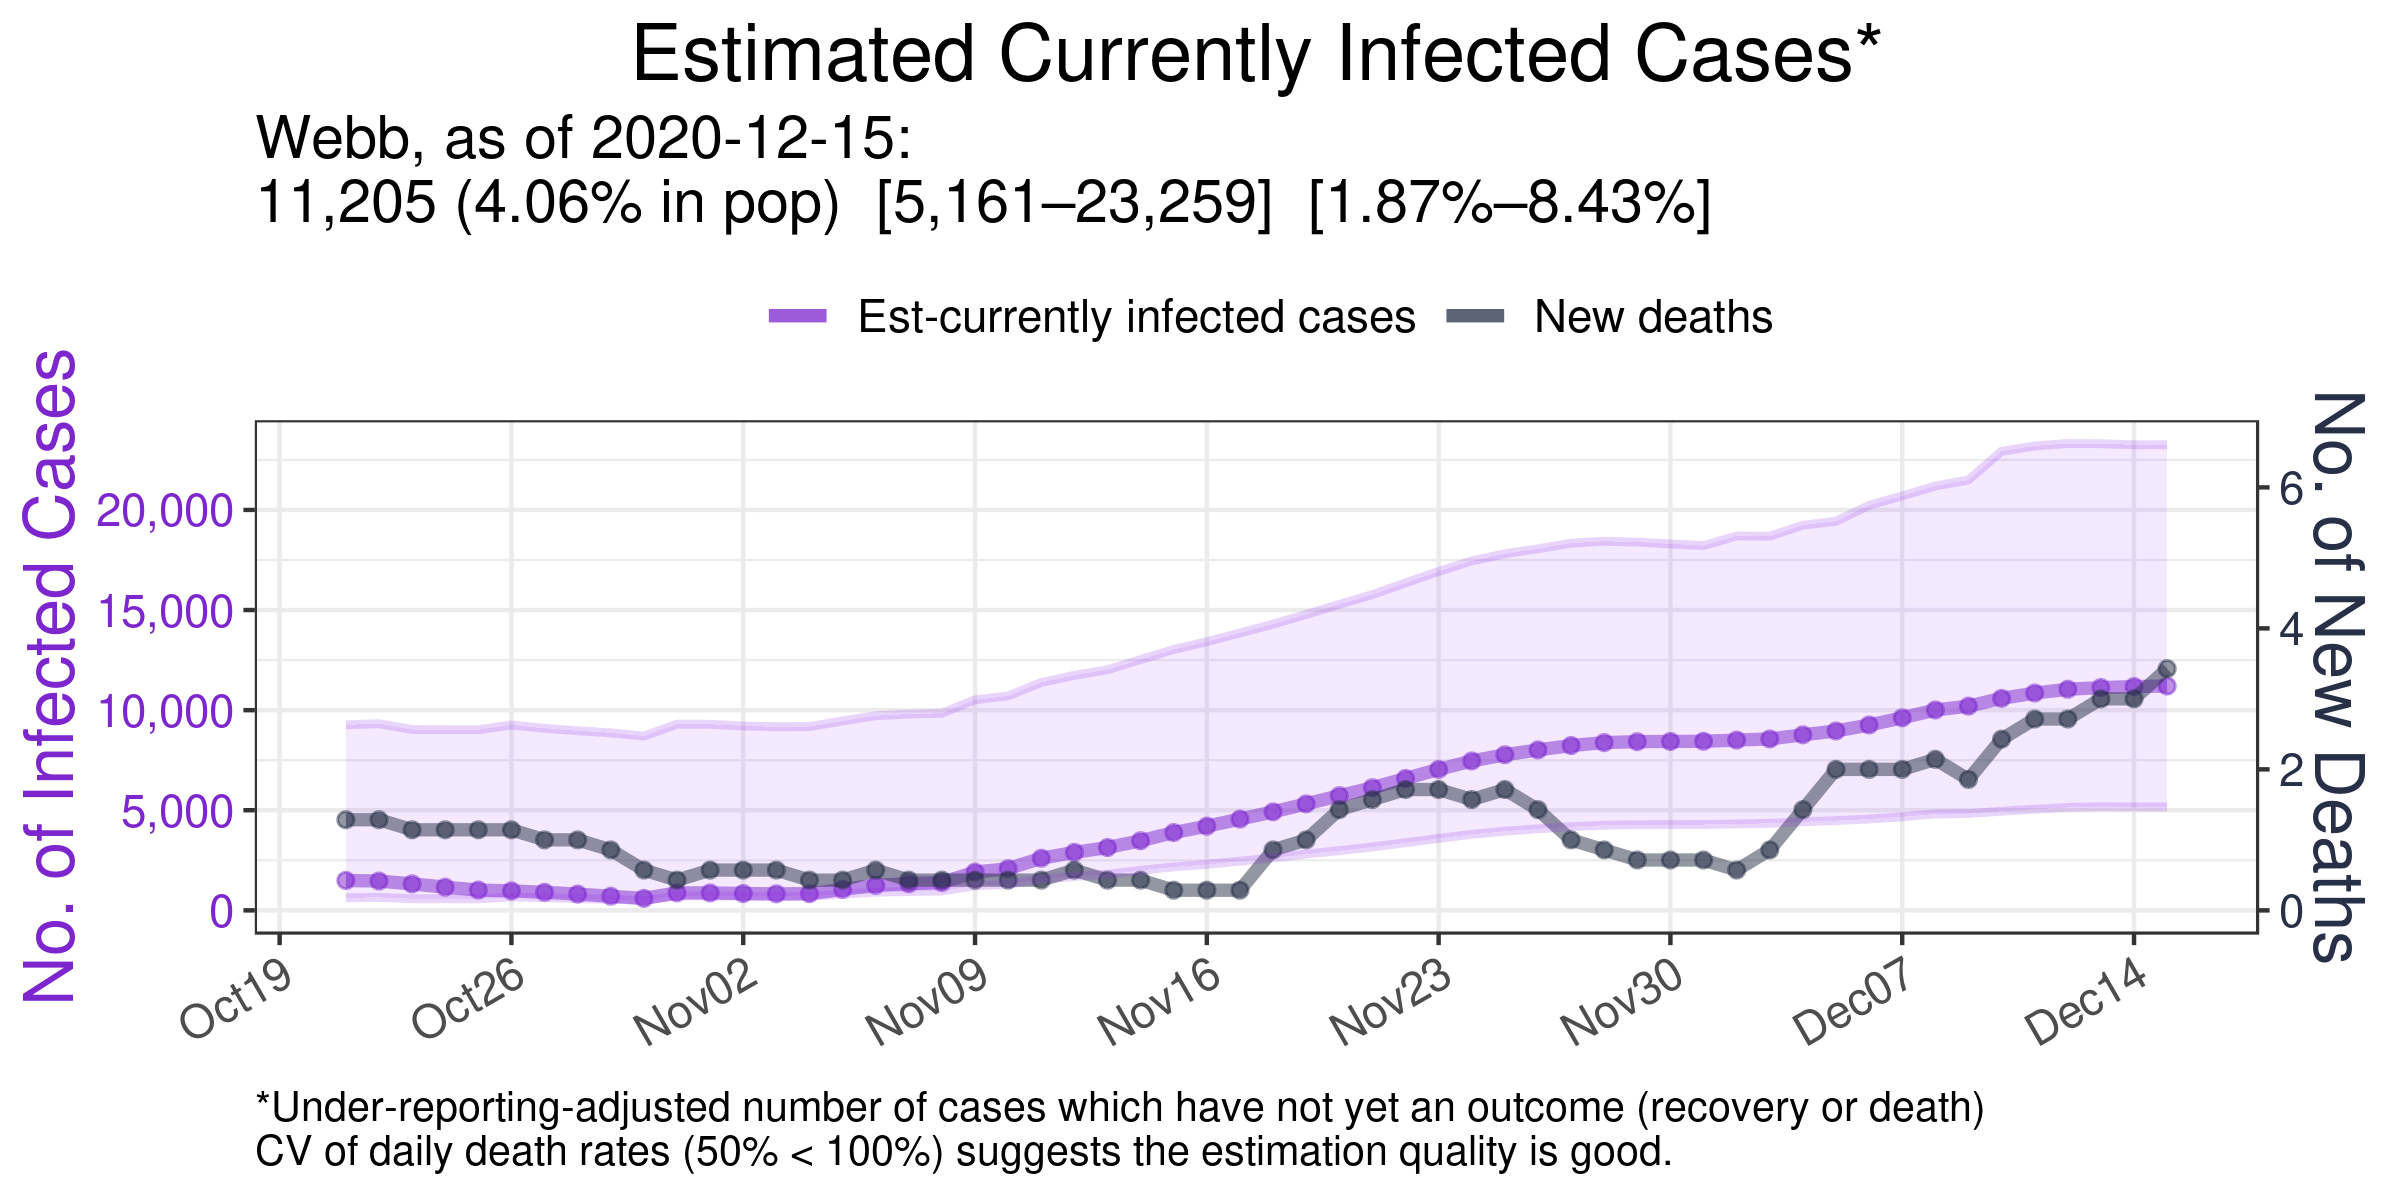 Estimated Currently Infected Cases*
Webb, as of 2020-12-15:
11,205 (4.06% in pop) [5,161–23,259] [1.87%–8.43%]
Est-currently infected cases
New deaths
No. of Infected Cases
20,000
15,000
10,000
5,000
0
No. of New Deaths
6
4
2
0
Oct19
Oct26
Nov02
Nov09
Nov16
Nov23
Nov30
Dec07
Dec14
*Under-reporting-adjusted number of cases which have not yet an outcome (recovery or death)
CV of daily death rates (50% < 100%) suggests the estimation quality is good.